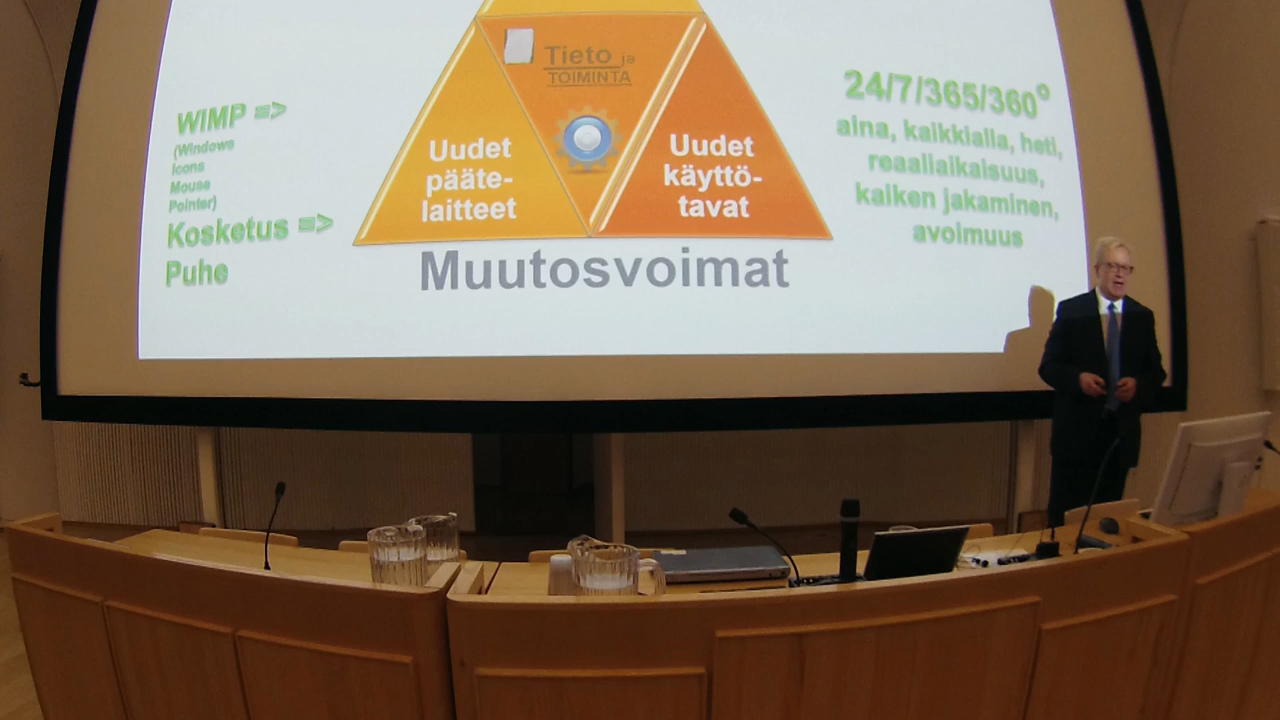 WIMP =>
(Windows
Icons
Mouse
Pointer)
Kosketus =>
Puhe
Tieto ja
TOIMINTA
Uudet
pääte-
laitteet
Uudet
käyttö-
tavat
Muutosvoimat
24/7/365/360°
aina, kaikkialla, heti,
reaaliaikaisuus,
kaiken jakaminen,
avoimuus